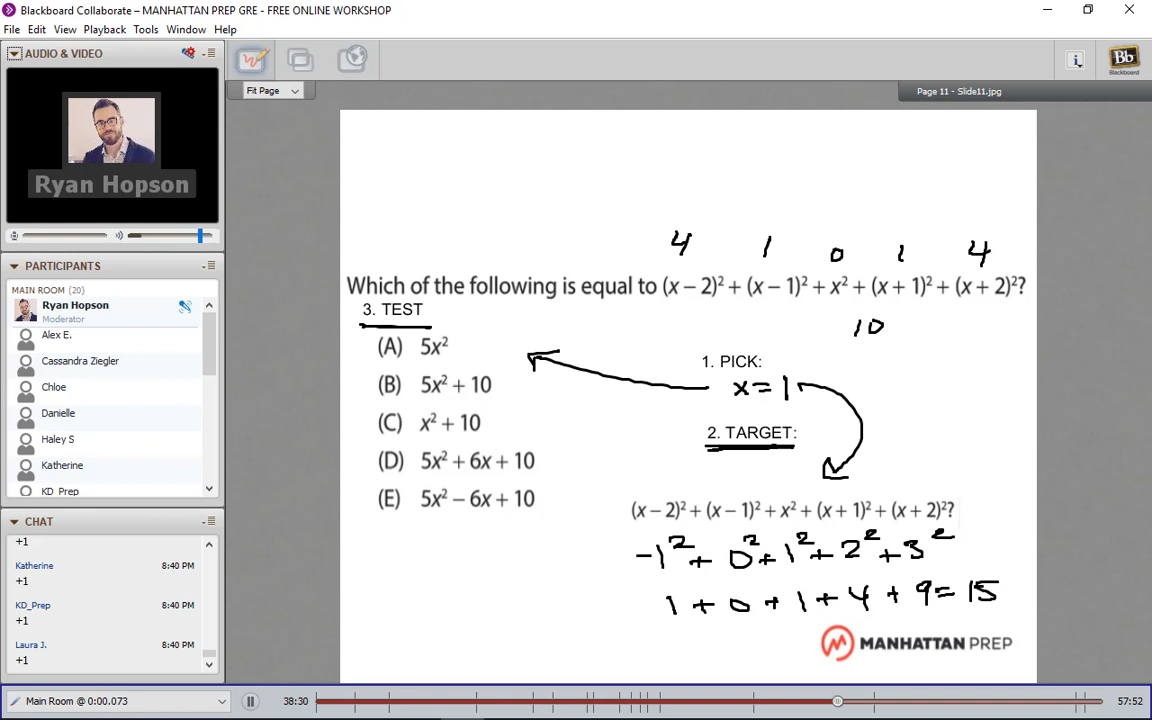 Blackboard Collaborate – MANHATTAN PREP GRE - FREE ONLINE WORKSHOP
File Edit View Playback Tools Window Help
AUDIO & VIDEO
Ryan Hopson
PARTICIPANTS
MAIN ROOM (20)
Ryan Hopson
Moderator
Alex E.
Cassandra Ziegler
Chloe
Danielle
Haley S
Katherine
KD_Prep
CHAT
+1
Katherine 8:40 PM
+1
KD_Prep 8:40 PM
+1
Laura J. 8:40 PM
+1
Fit Page
i
Bb
Blackboard
Page 11 - Slide11.jpg
4 1 0 1 4
Which of the following is equal to (x − 2)² + (x − 1)² + x² + (x + 1)² + (x + 2)²?
10
3. TEST
(A) 5x²
(B) 5x² + 10
(C) x² + 10
(D) 5x² + 6x + 10
(E) 5x² − 6x + 10
1. PICK:
x = 1
2. TARGET:
(x − 2)² + (x − 1)² + x² + (x + 1)² + (x + 2)²?
-1² + 0² + 1² + 2² + 3²
1 + 0 + 1 + 4 + 9 = 15
MANHATTAN PREP
Main Room @ 0:00.073
38:30
57:52